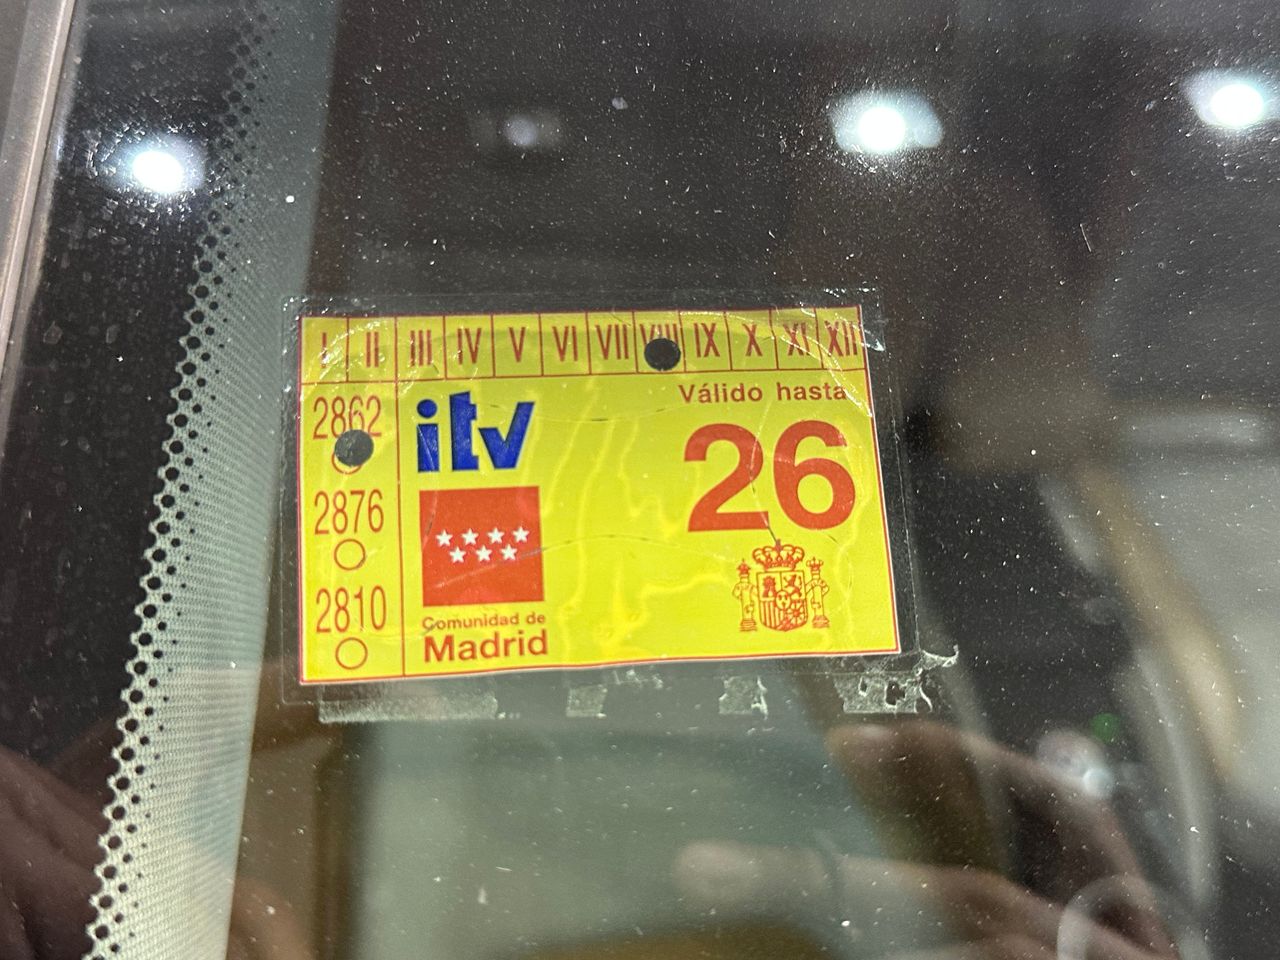 I II III IV V VI VII VIII IX X XI XII
2862
2876
2810
itv
Comunidad de
Madrid
Válido hasta
26